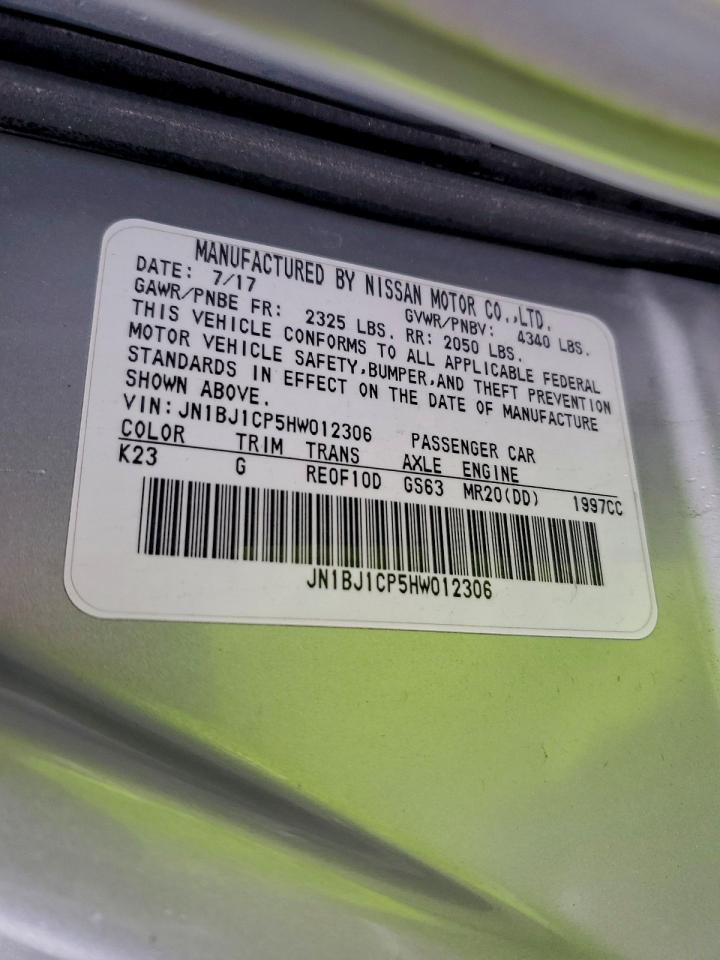 MANUFACTURED BY NISSAN MOTOR CO.,LTD.
DATE: 7/17 GVWR/PNBV: 4340 LBS.
GAWR/PNBE FR: 2325 LBS. RR: 2050 LBS.
THIS VEHICLE CONFORMS TO ALL APPLICABLE FEDERAL
MOTOR VEHICLE SAFETY,BUMPER,AND THEFT PREVENTION
STANDARDS IN EFFECT ON THE DATE OF MANUFACTURE
SHOWN ABOVE.
VIN: JN1BJ1CP5HW012306 PASSENGER CAR
COLOR TRIM TRANS AXLE ENGINE
K23 G RE0F10D GS63 MR20(DD) 1997CC
JN1BJ1CP5HW012306